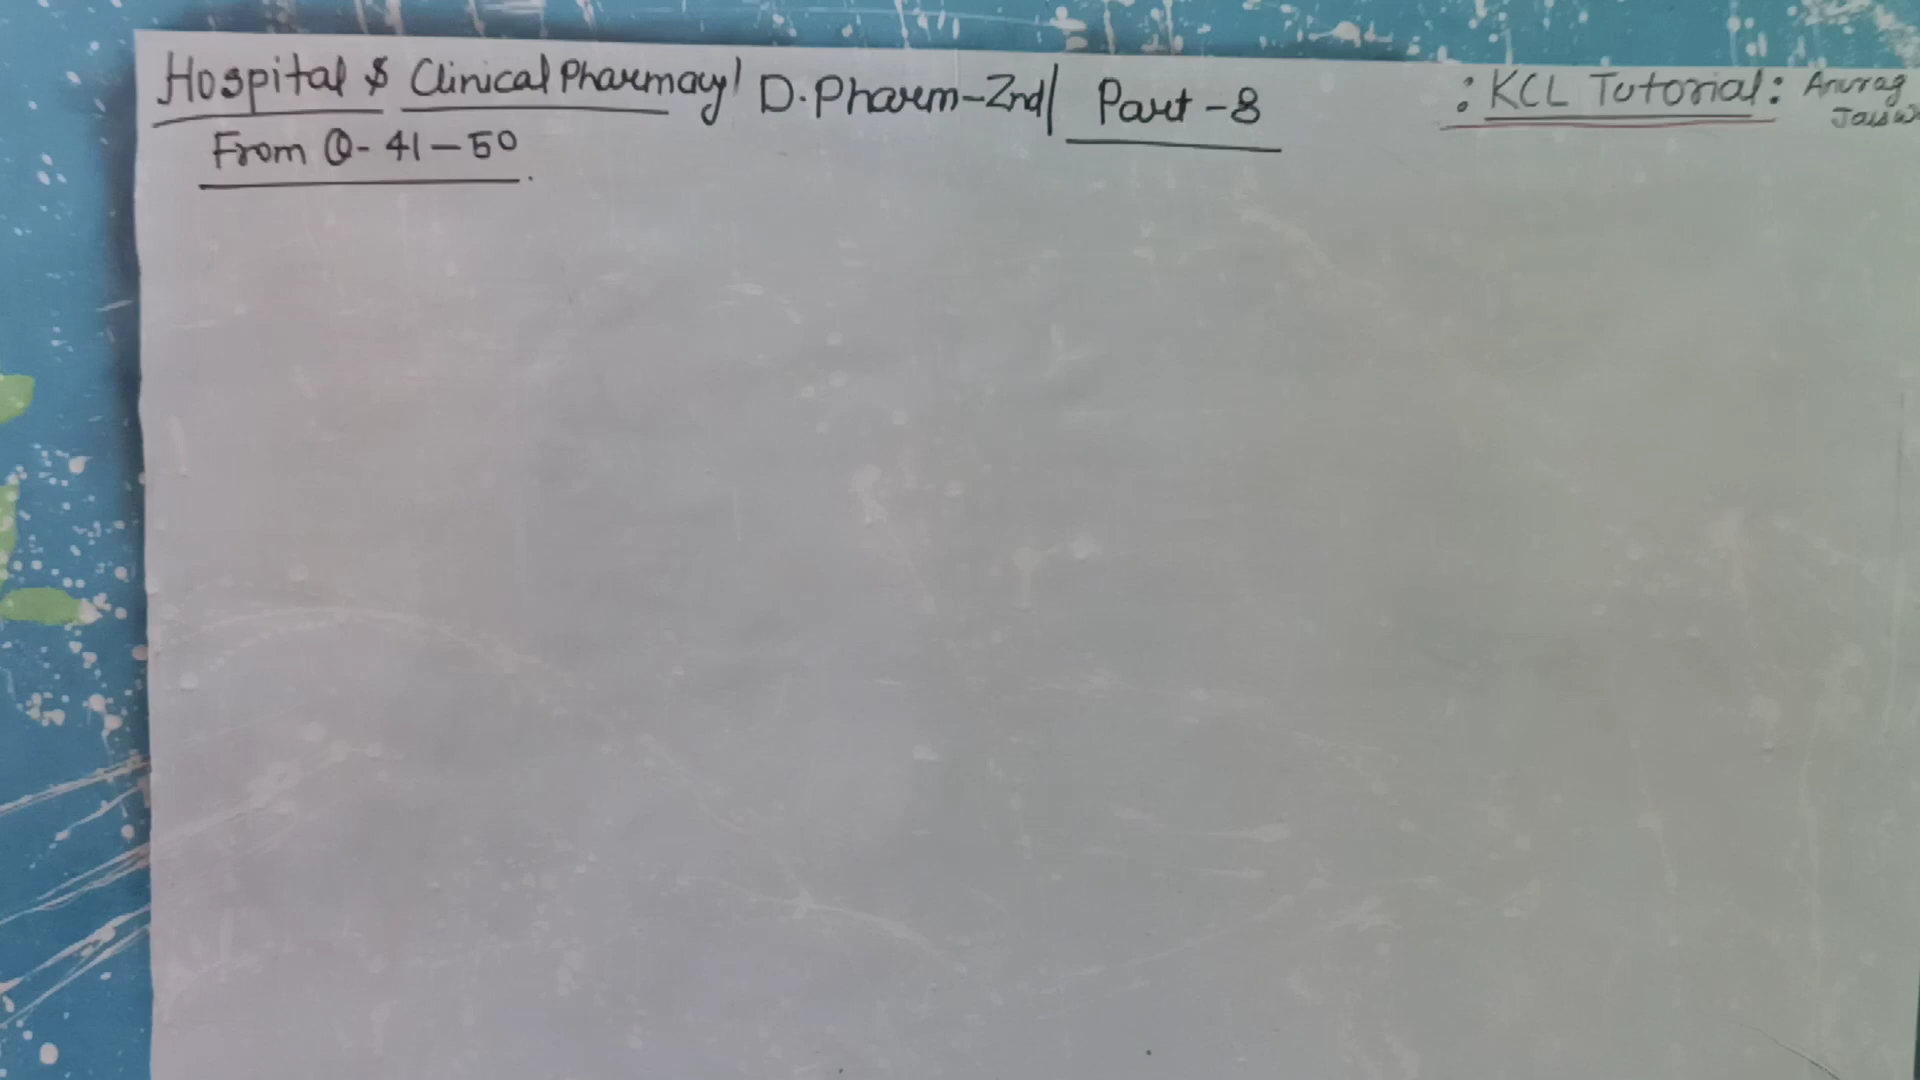 Hospital & Clinical Pharmacy| D.Pharm-2nd| Part-8 :KCL Tutorial: Anurag
From Q-41-50.